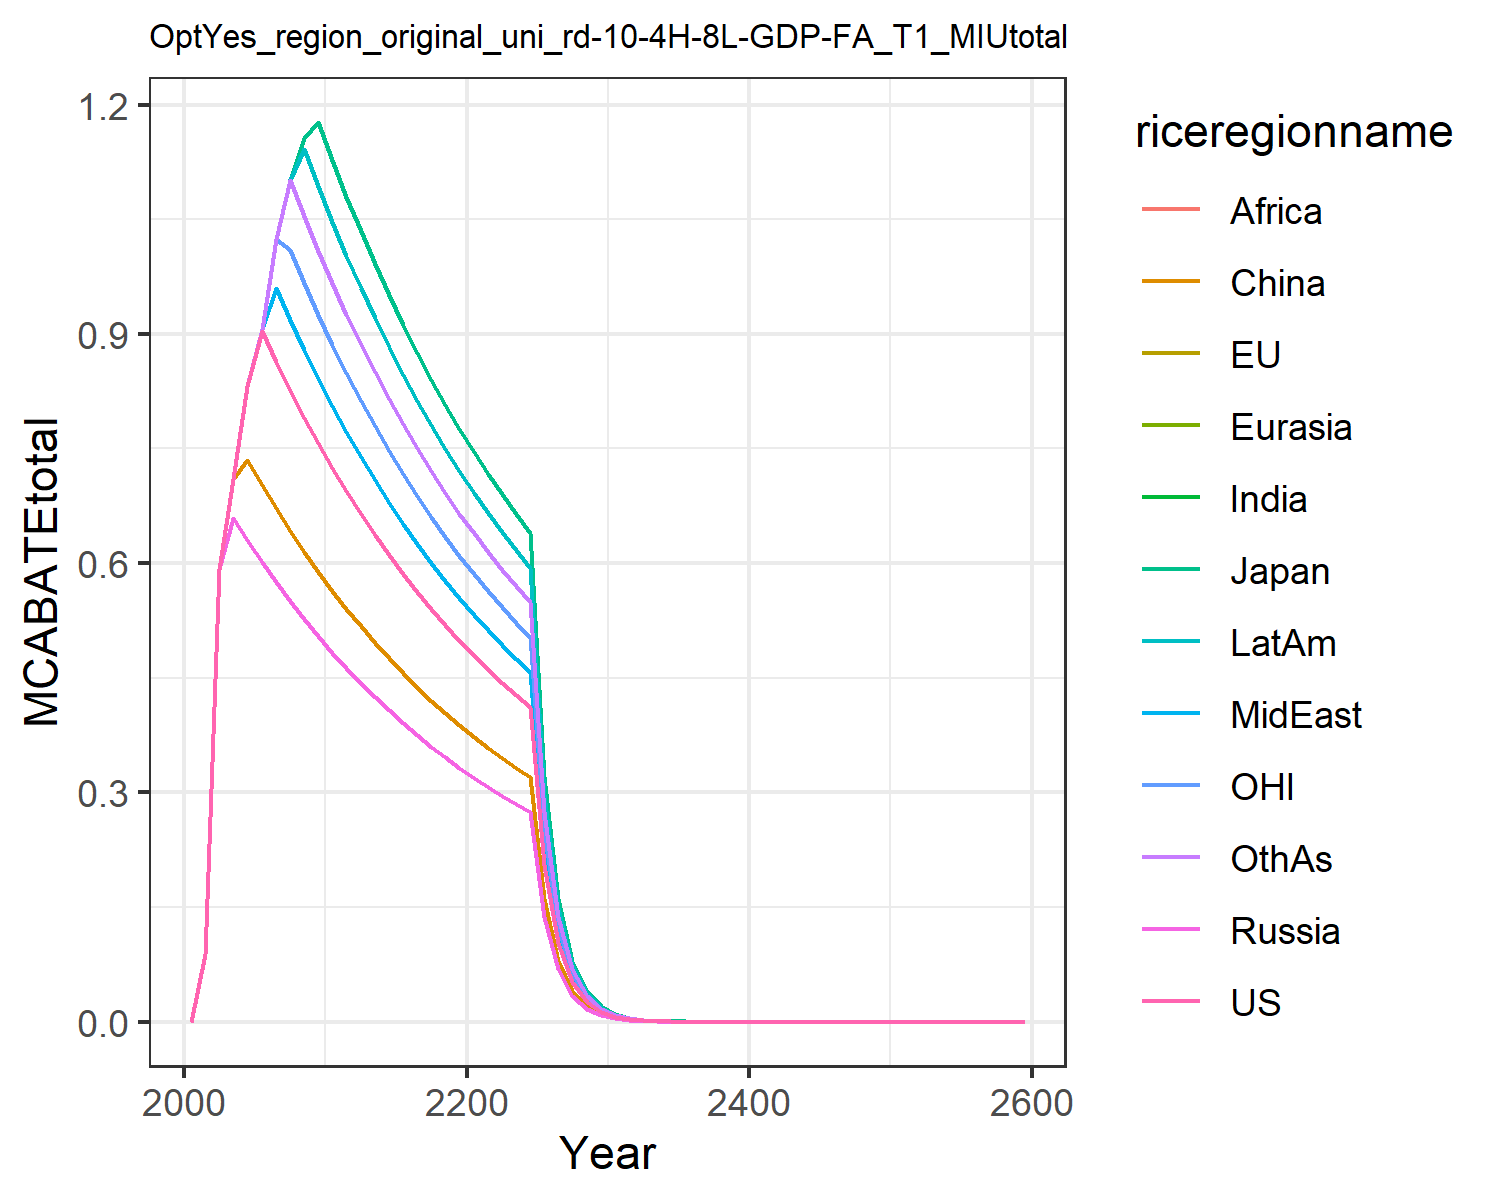 OptYes_region_original_uni_rd-10-4H-8L-GDP-FA_T1_MIUtotal
1.2
0.9
0.6
0.3
0.0
MCABATEtotal
2000
2200
2400
2600
Year
riceregionname
Africa
China
EU
Eurasia
India
Japan
LatAm
MidEast
OHI
OthAs
Russia
US